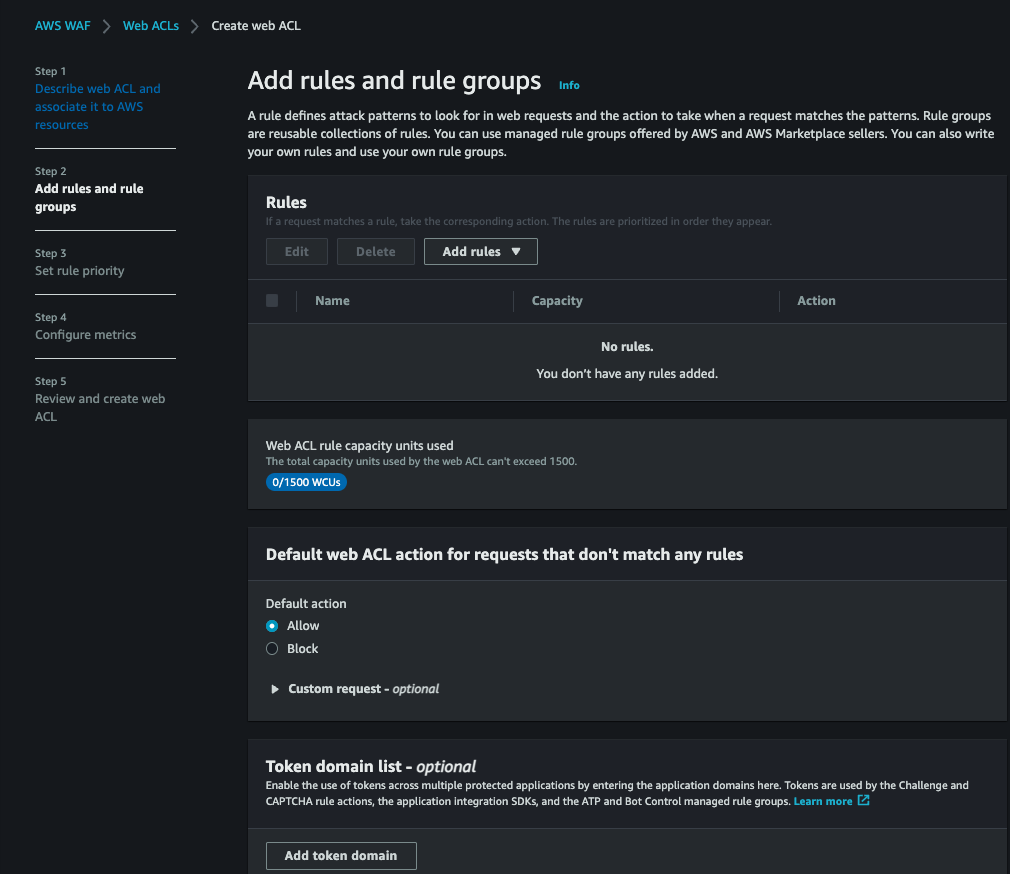 AWS WAF > Web ACLs > Create web ACL
Step 1
Describe web ACL and
associate it to AWS
resources
Step 2
Add rules and rule
groups
Step 3
Set rule priority
Step 4
Configure metrics
Step 5
Review and create web
ACL
Add rules and rule groups Info
A rule defines attack patterns to look for in web requests and the action to take when a request matches the patterns. Rule groups
are reusable collections of rules. You can use managed rule groups offered by AWS and AWS Marketplace sellers. You can also write
your own rules and use your own rule groups.
Rules
If a request matches a rule, take the corresponding action. The rules are prioritized in order they appear.
Edit Delete Add rules
Name Capacity Action
No rules.
You don't have any rules added.
Web ACL rule capacity units used
The total capacity units used by the web ACL can't exceed 1500.
0/1500 WCUs
Default web ACL action for requests that don't match any rules
Default action
Allow
Block
Custom request - optional
Token domain list - optional
Enable the use of tokens across multiple protected applications by entering the application domains here. Tokens are used by the Challenge and
CAPTCHA rule actions, the application integration SDKs, and the ATP and Bot Control managed rule groups. Learn more
Add token domain